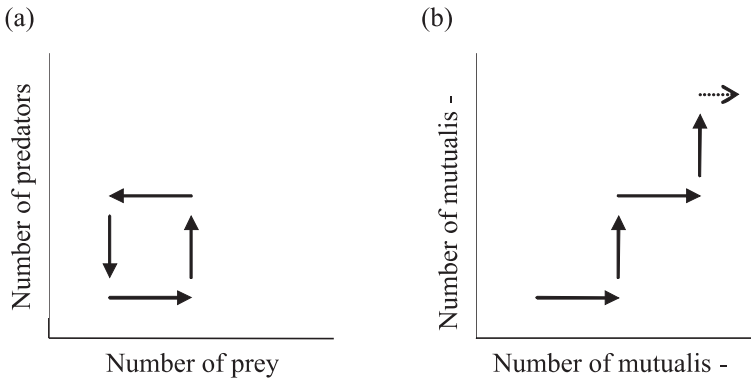 (a)
(b)
Number of predators
Number of prey
Number of mutualis -
Number of mutualis -